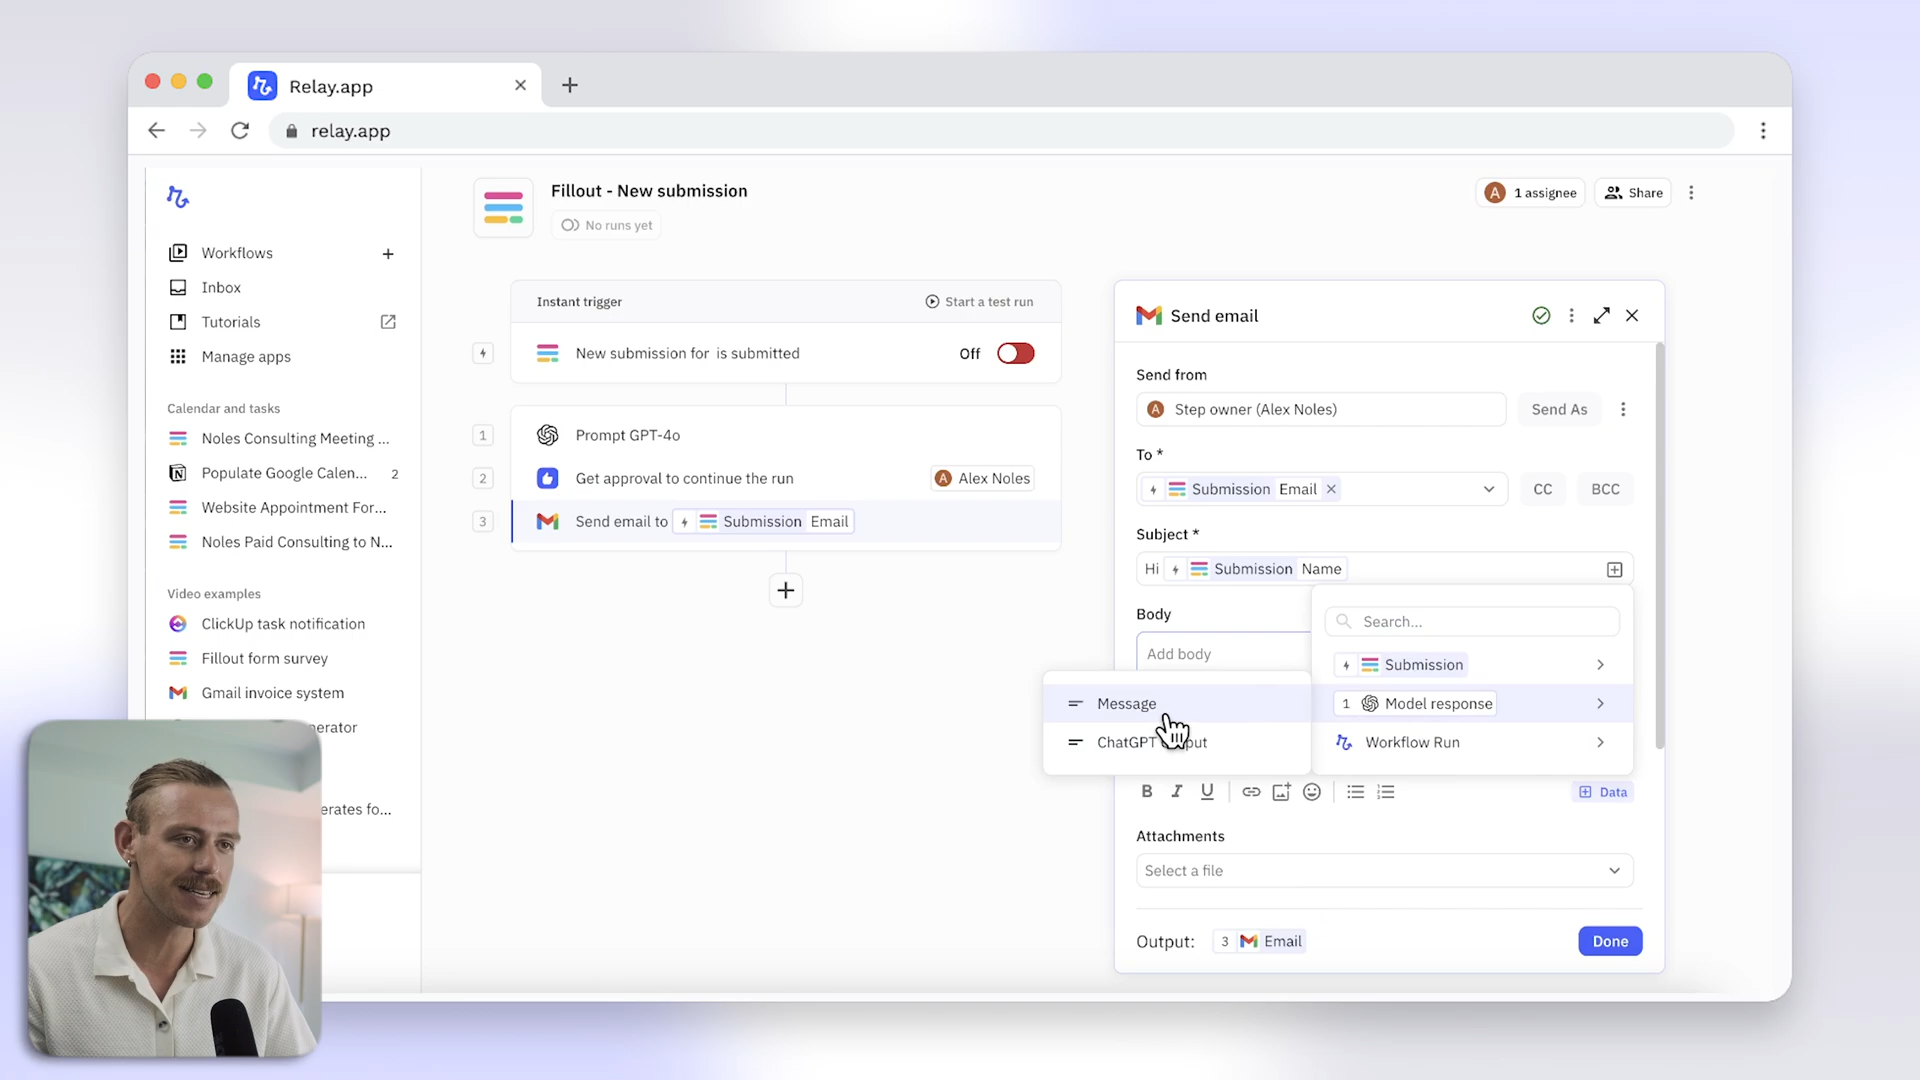 Relay.app
relay.app
Fillout - New submission
No runs yet
A 1 assignee
Share
Workflows
Inbox
Tutorials
Manage apps
Calendar and tasks
Noles Consulting Meeting ...
Populate Google Calen... 2
Website Appointment For...
Noles Paid Consulting to N...
Video examples
ClickUp task notification
Fillout form survey
Gmail invoice system
erator
erates fo...
Instant trigger
Start a test run
New submission for is submitted
Off
1 Prompt GPT-4o
2 Get approval to continue the run
A Alex Noles
3 Send email to Submission Email
Send email
Send from
A Step owner (Alex Noles)
Send As
To *
Submission Email
CC
BCC
Subject *
Hi Submission Name
Body
Add body
Search...
Submission
1 Model response
Workflow Run
Message
ChatGPT
B I U
Data
Attachments
Select a file
Output: 3 Email
Done